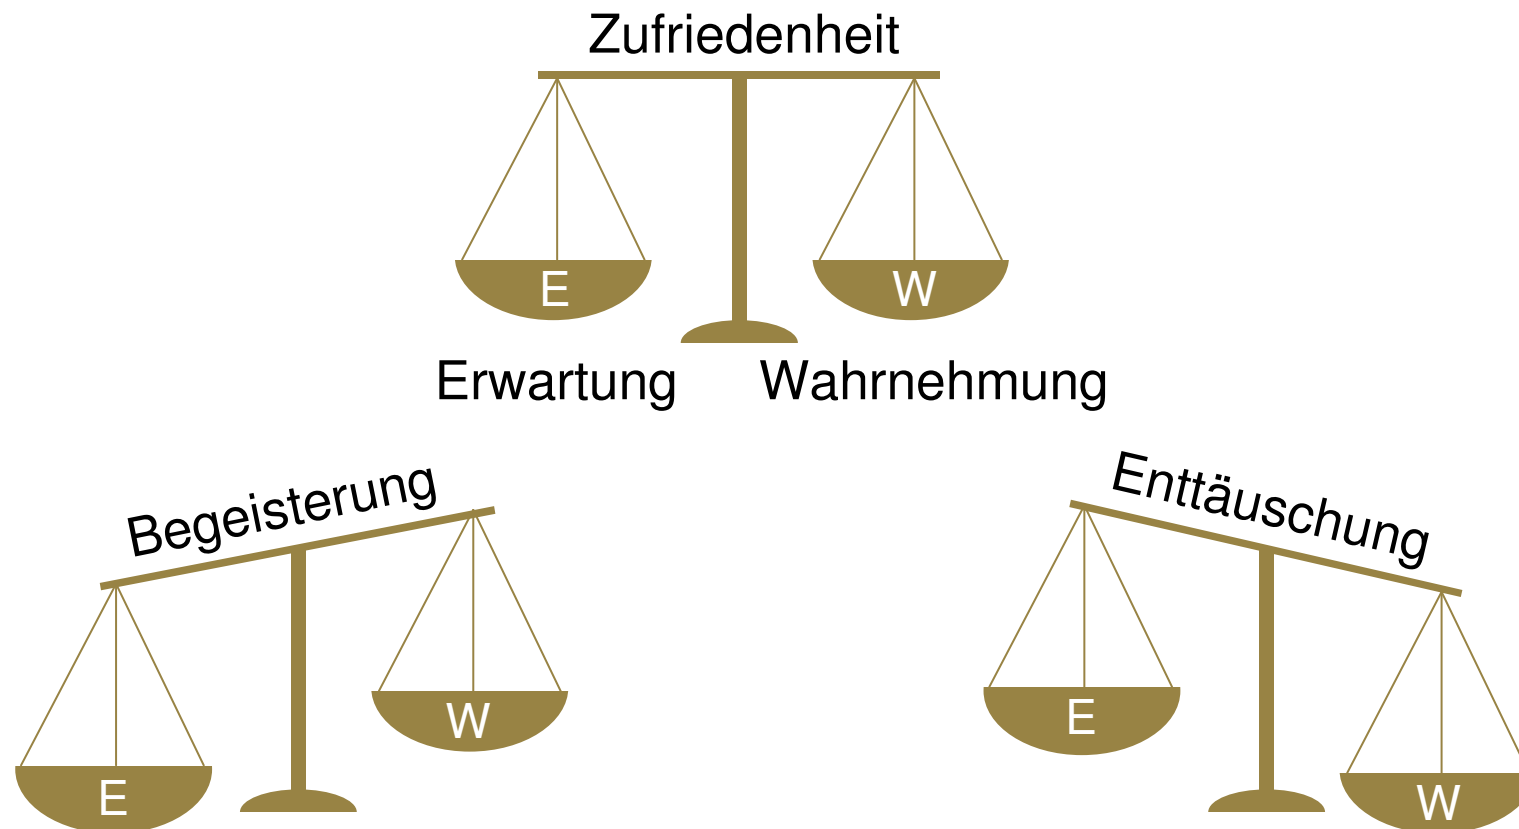 Zufriedenheit
E
W
Erwartung
Wahrnehmung
Begeisterung
E
W
Enttäuschung
E
W